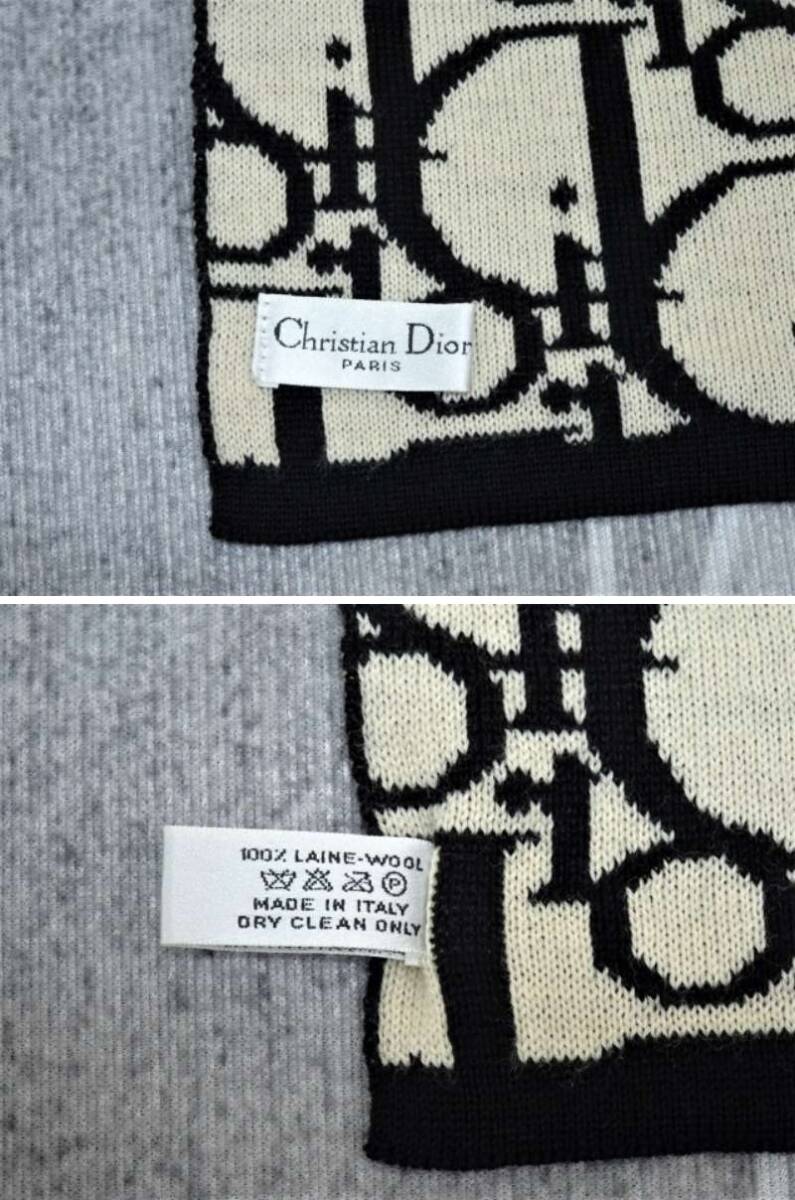 Christian Dior
PARIS
100% LAINE-WOOL
P
MADE IN ITALY
DRY CLEAN ONLY